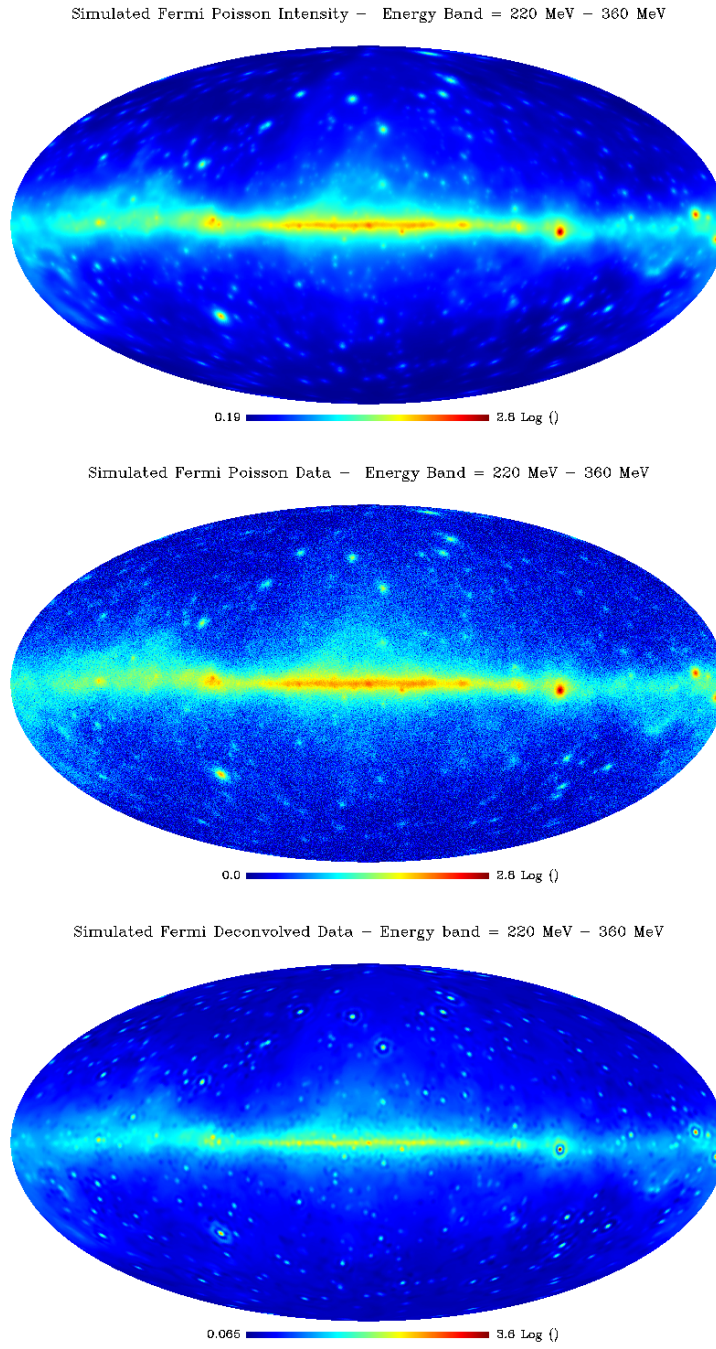 Simulated Fermi Poisson Intensity – Energy Band = 220 MeV – 360 MeV
0.19 2.8 Log ()
Simulated Fermi Poisson Data – Energy Band = 220 MeV – 360 MeV
0.0 2.8 Log ()
Simulated Fermi Deconvolved Data – Energy band = 220 MeV – 360 MeV
0.065 3.6 Log ()